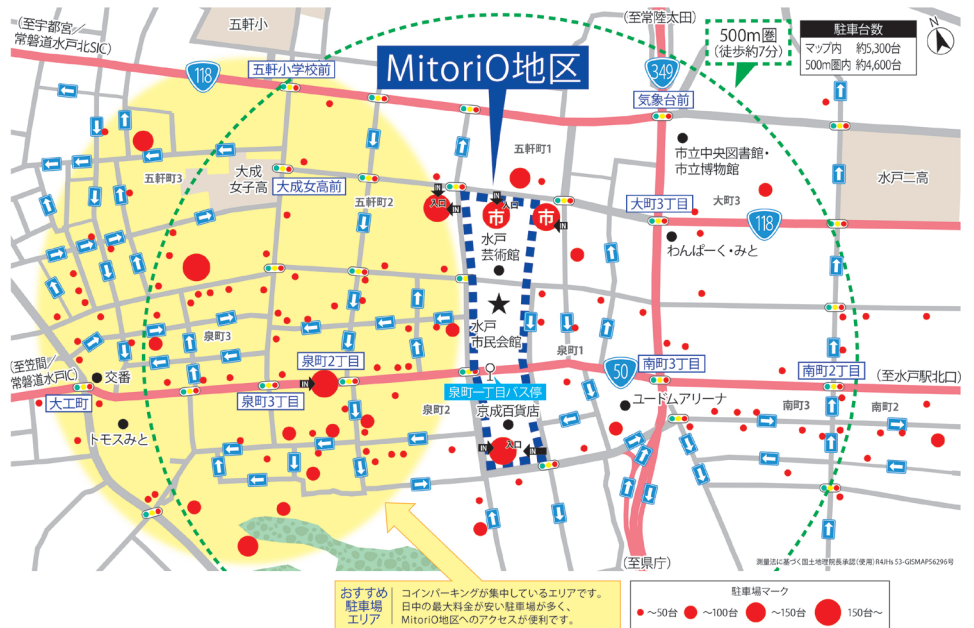 (至宇都宮／
常磐道水戸北SIC)
五軒小
(至常陸太田)
500m圏
(徒歩約7分)
N
駐車台数
マップ内　約5,300台
500m圏内　約4,600台
118
五軒小学校前
MitoriO地区
349
気象台前
五軒町1
市立中央図書館・
市立博物館
水戸二高
五軒町3
大成
女子高
大成女高前
五軒町2
IN
入口
IN
IN
入口
市
市
IN
大町3丁目
大町3
118
水戸
芸術館
わんぱーく・みと
★
水戸
市民会館
泉町3
泉町1
(至笠間／
常磐道水戸IC)
泉町2丁目
50
南町3丁目
南町2丁目
(至水戸駅北口)
交番
IN
大工町
泉町3丁目
泉町一丁目バス停
泉町2
京成百貨店
ユードムアリーナ
南町3
南町2
トモスみと
IN
入口
IN
(至県庁)
測量法に基づく国土地理院長承認(使用)R4JHs 53-GISMAP56296号
おすすめ
駐車場
エリア
コインパーキングが集中しているエリアです。
日中の最大料金が安い駐車場が多く、
MitoriO地区へのアクセスが便利です。
駐車場マーク
～50台
～100台
～150台
150台～